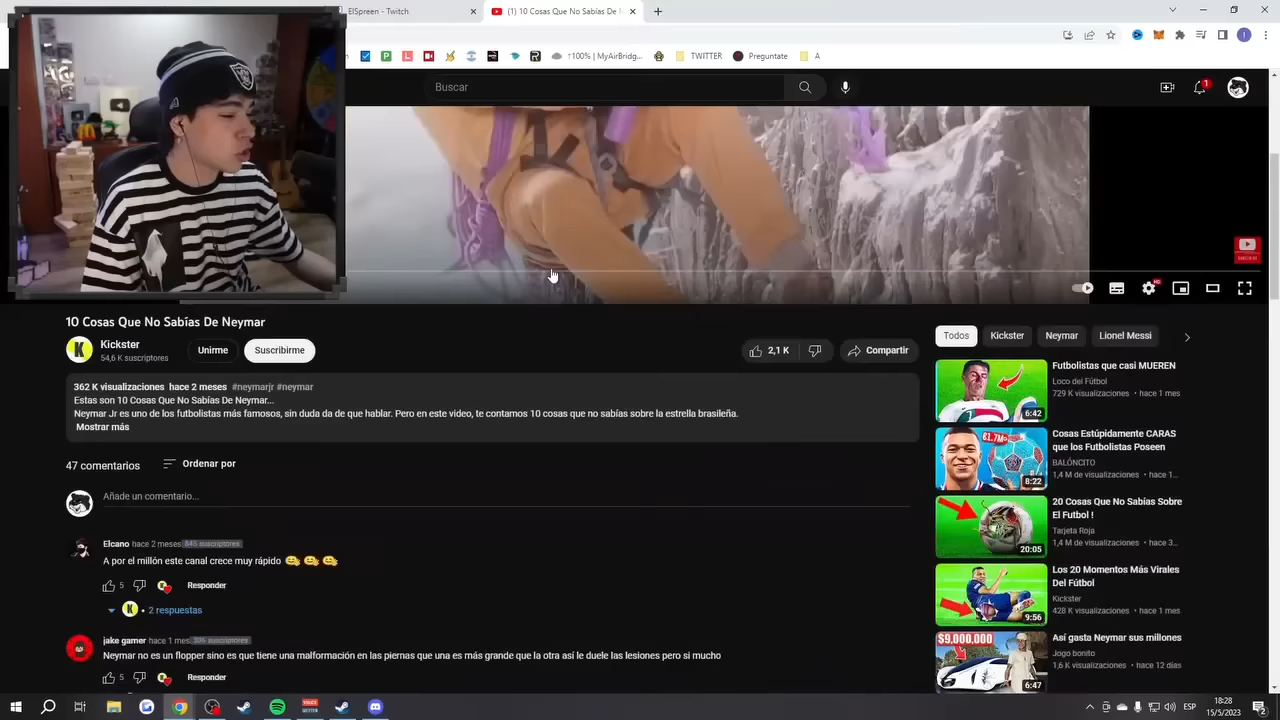 ElSpreen - Twitch
(1) 10 Cosas Que No Sabías De N
↑100% | MyAirBridg...
TWITTER
Preguntate
A
Buscar
10 Cosas Que No Sabías De Neymar
Kickster
54,6 K suscriptores
Unirme
Suscribirme
2,1 K
Compartir
362 K visualizaciones hace 2 meses #neymarjr #neymar
Estas son 10 Cosas Que No Sabías De Neymar...
Neymar Jr es uno de los futbolistas más famosos, sin duda da de que hablar. Pero en este video, te contamos 10 cosas que no sabías sobre la estrella brasileña.
Mostrar más
47 comentarios
Ordenar por
Añade un comentario...
Elcano hace 2 meses 845 suscriptores
A por el millón este canal crece muy rápido
5
Responder
2 respuestas
jake gamer hace 1 mes
Neymar no es un flopper sino es que tiene una malformación en las piernas que una es más grande que la otra así le duele las lesiones pero si mucho
5
Responder
Todos
Kickster
Neymar
Lionel Messi
6:42
Futbolistas que casi MUEREN
Loco del Fútbol
729 K visualizaciones • hace 1 mes
€1.7M
8:22
Cosas Estúpidamente CARAS
que los Futbolistas Poseen
BALÓNCITO
1,4 M de visualizaciones • hace 1...
20:05
20 Cosas Que No Sabías Sobre
El Futbol !
Tarjeta Roja
1,4 M de visualizaciones • hace 3...
9:56
Los 20 Momentos Más Virales
Del Fútbol
Kickster
428 K visualizaciones • hace 1 mes
$9,000,000
6:47
Así gasta Neymar sus millones
Jogo bonito
1,6 K visualizaciones • hace 12 días
ESP
18:28
15/5/2023
2